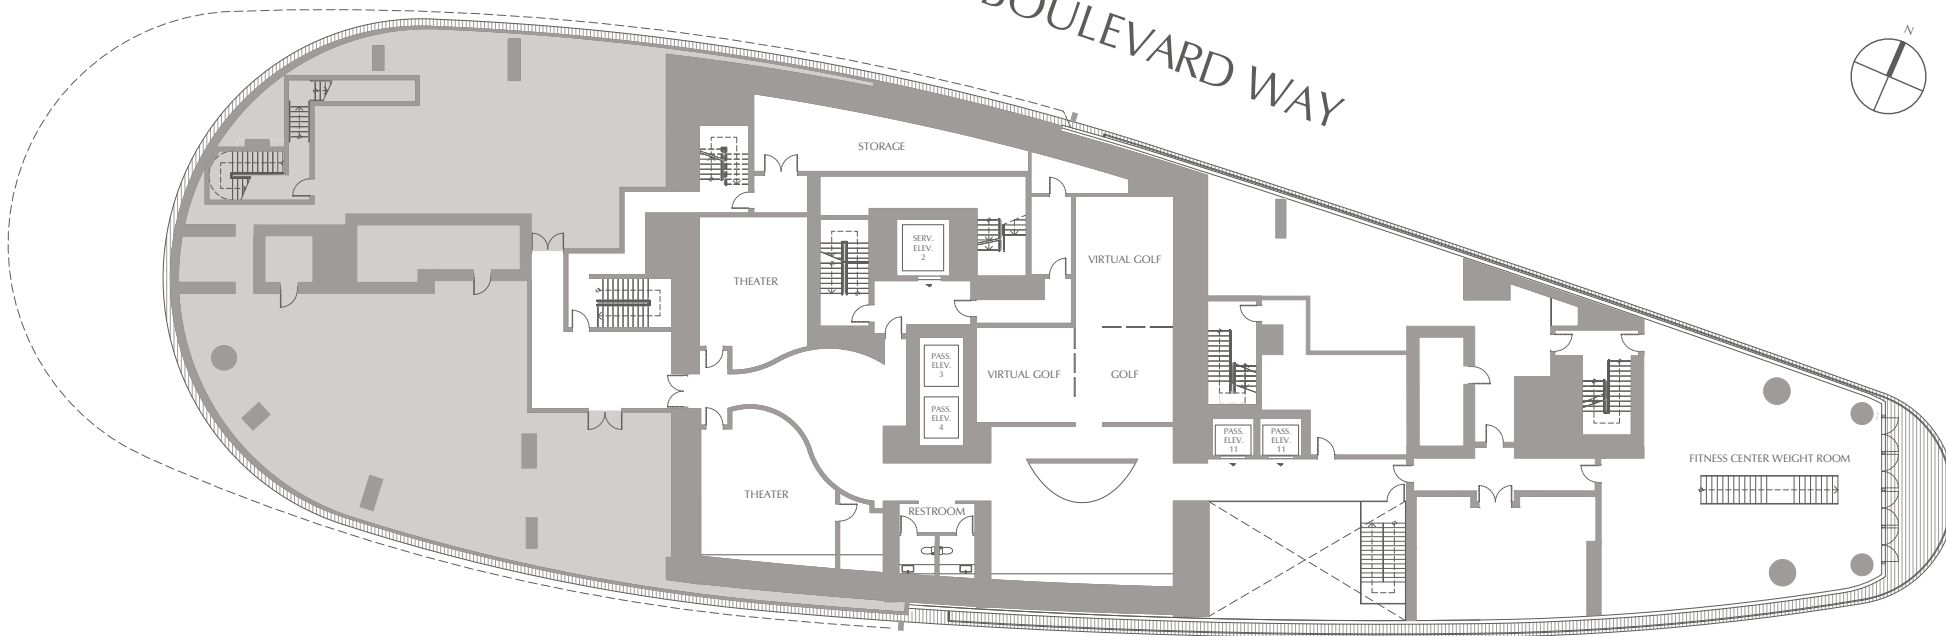 BOULEVARD WAY
N
STORAGE
SERV.
ELEV.
2
THEATER
VIRTUAL GOLF
PASS.
ELEV.
3
VIRTUAL GOLF
GOLF
PASS.
ELEV.
4
PASS.
ELEV.
11
PASS.
ELEV.
11
FITNESS CENTER WEIGHT ROOM
THEATER
RESTROOM